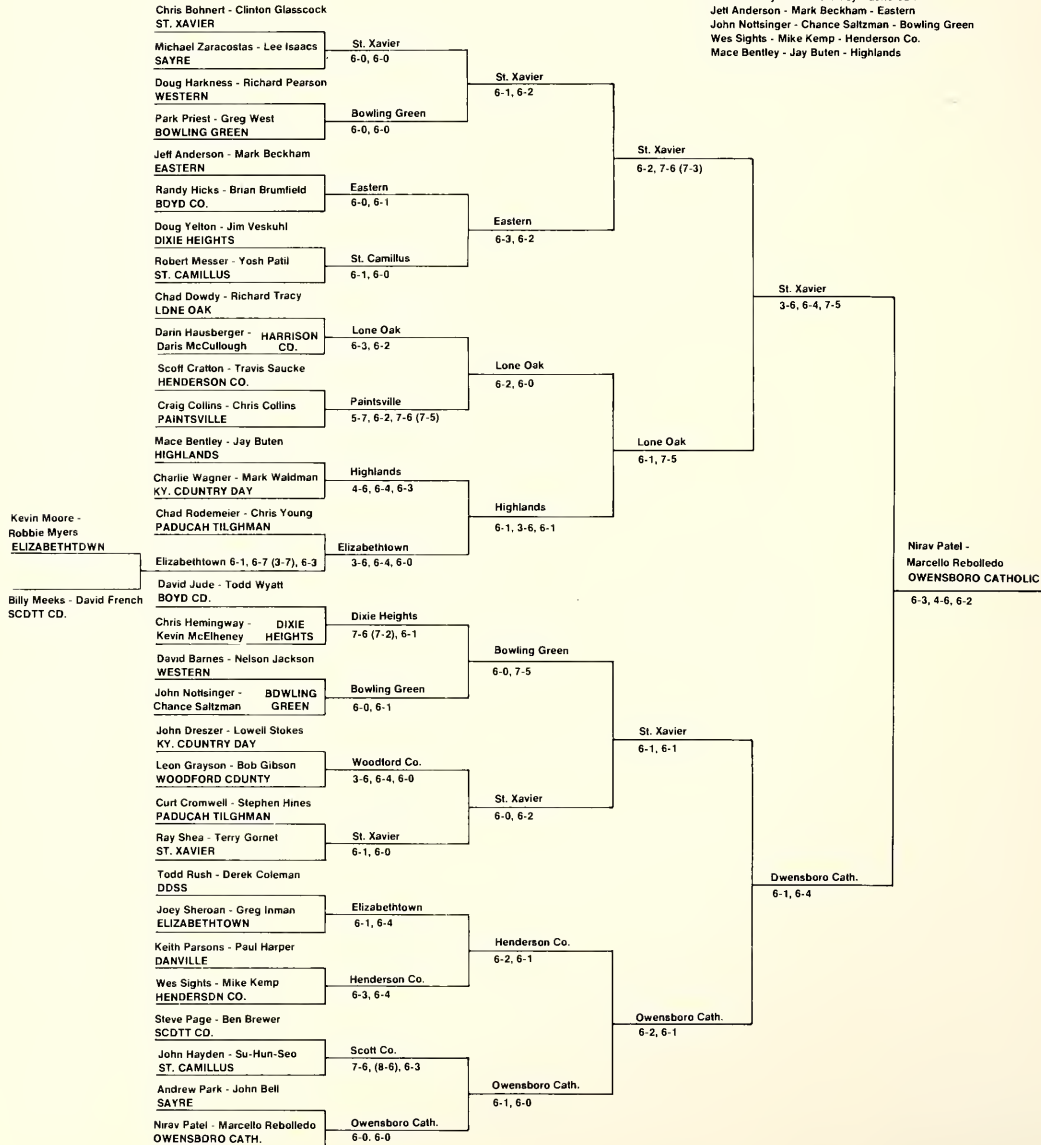 Chris Bohnert - Clinton Glasscock
ST. XAVIER
Michael Zaracostas - Lee Isaacs
SAYRE
Doug Harkness - Richard Pearson
WESTERN
Park Priest - Greg West
BOWLING GREEN
Jeff Anderson - Mark Beckham
EASTERN
Randy Hicks - Brian Brumfield
BOYD CO.
Doug Yelton - Jim Veskuhl
DIXIE HEIGHTS
Robert Messer - Yosh Patil
ST. CAMILLUS
Chad Dowdy - Richard Tracy
LDNE OAK
Darin Hausberger - HARRISON
Daris McCullough CO.
Scott Cratton - Travis Saucke
HENDERSON CO.
Craig Collins - Chris Collins
PAINTSVILLE
Mace Bentley - Jay Buten
HIGHLANDS
Charlie Wagner - Mark Waldman
KY. CDUNTRY DAY
Chad Rodemeier - Chris Young
PADUCAH TILGHMAN
Kevin Moore -
Robbie Myers
ELIZABETHTDWN
Billy Meeks - David French
SCDTT CD.
Elizabethtown 6-1, 6-7 (3-7), 6-3
David Jude - Todd Wyatt
BOYD CD.
Chris Hemingway - DIXIE
Kevin McElheney HEIGHTS
David Barnes - Nelson Jackson
WESTERN
John Nottsinger - BDWLING
Chance Saltzman GREEN
John Dreszer - Lowell Stokes
KY. CDUNTRY DAY
Leon Grayson - Bob Gibson
WOODFORD CDUNTY
Curt Cromwell - Stephen Hines
PADUCAH TILGHMAN
Ray Shea - Terry Gornet
ST. XAVIER
Todd Rush - Derek Coleman
DDSS
Joey Sheroan - Greg Inman
ELIZABETHTOWN
Keith Parsons - Paul Harper
DANVILLE
Wes Sights - Mike Kemp
HENDERSDN CO.
Steve Page - Ben Brewer
SCDTT CD.
John Hayden - Su-Hun-Seo
ST. CAMILLUS
Andrew Park - John Bell
SAYRE
Nirav Patel - Marcello Rebolledo
OWENSBORO CATH.
St. Xavier
6-0, 6-0
Bowling Green
6-0, 6-0
Eastern
6-0, 6-1
St. Camillus
6-1, 6-0
Lone Oak
6-3, 6-2
Paintsville
5-7, 6-2, 7-6 (7-5)
Highlands
4-6, 6-4, 6-3
Elizabethtown
3-6, 6-4, 6-0
Dixie Heights
7-6 (7-2), 6-1
Bowling Green
6-0, 6-1
Woodford Co.
3-6, 6-4, 6-0
St. Xavier
6-1, 6-0
Elizabethtown
6-1, 6-4
Henderson Co.
6-3, 6-4
Scott Co.
7-6, (8-6), 6-3
Owensboro Cath.
6-0. 6-0
St. Xavier
6-1, 6-2
Eastern
6-3, 6-2
Lone Oak
6-2, 6-0
Highlands
6-1, 3-6, 6-1
Bowling Green
6-0, 7-5
St. Xavier
6-0, 6-2
Henderson Co.
6-2, 6-1
Owensboro Cath.
6-1, 6-0
St. Xavier
6-2, 7-6 (7-3)
Lone Oak
6-1, 7-5
St. Xavier
6-1, 6-1
Owensboro Cath.
6-2, 6-1
St. Xavier
3-6, 6-4, 7-5
Dwensboro Cath.
6-1, 6-4
Nirav Patel -
Marcello Rebolledo
OWENSBORO CATHOLIC
6-3, 4-6, 6-2
Jeff Anderson - Mark Beckham - Eastern
John Nottsinger - Chance Saltzman - Bowling Green
Wes Sights - Mike Kemp - Henderson Co.
Mace Bentley - Jay Buten - Highlands